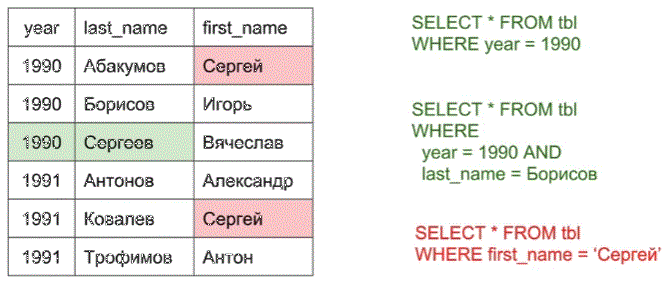 year last_name first_name
1990 Абакумов Сергей
1990 Борисов Игорь
1990 Сергеев Вячеслав
1991 Антонов Александр
1991 Ковалев Сергей
1991 Трофимов Антон
SELECT * FROM tbl
WHERE year = 1990
SELECT * FROM tbl
WHERE
year = 1990 AND
last_name = Борисов
SELECT * FROM tbl
WHERE first_name = ‘Сергей’